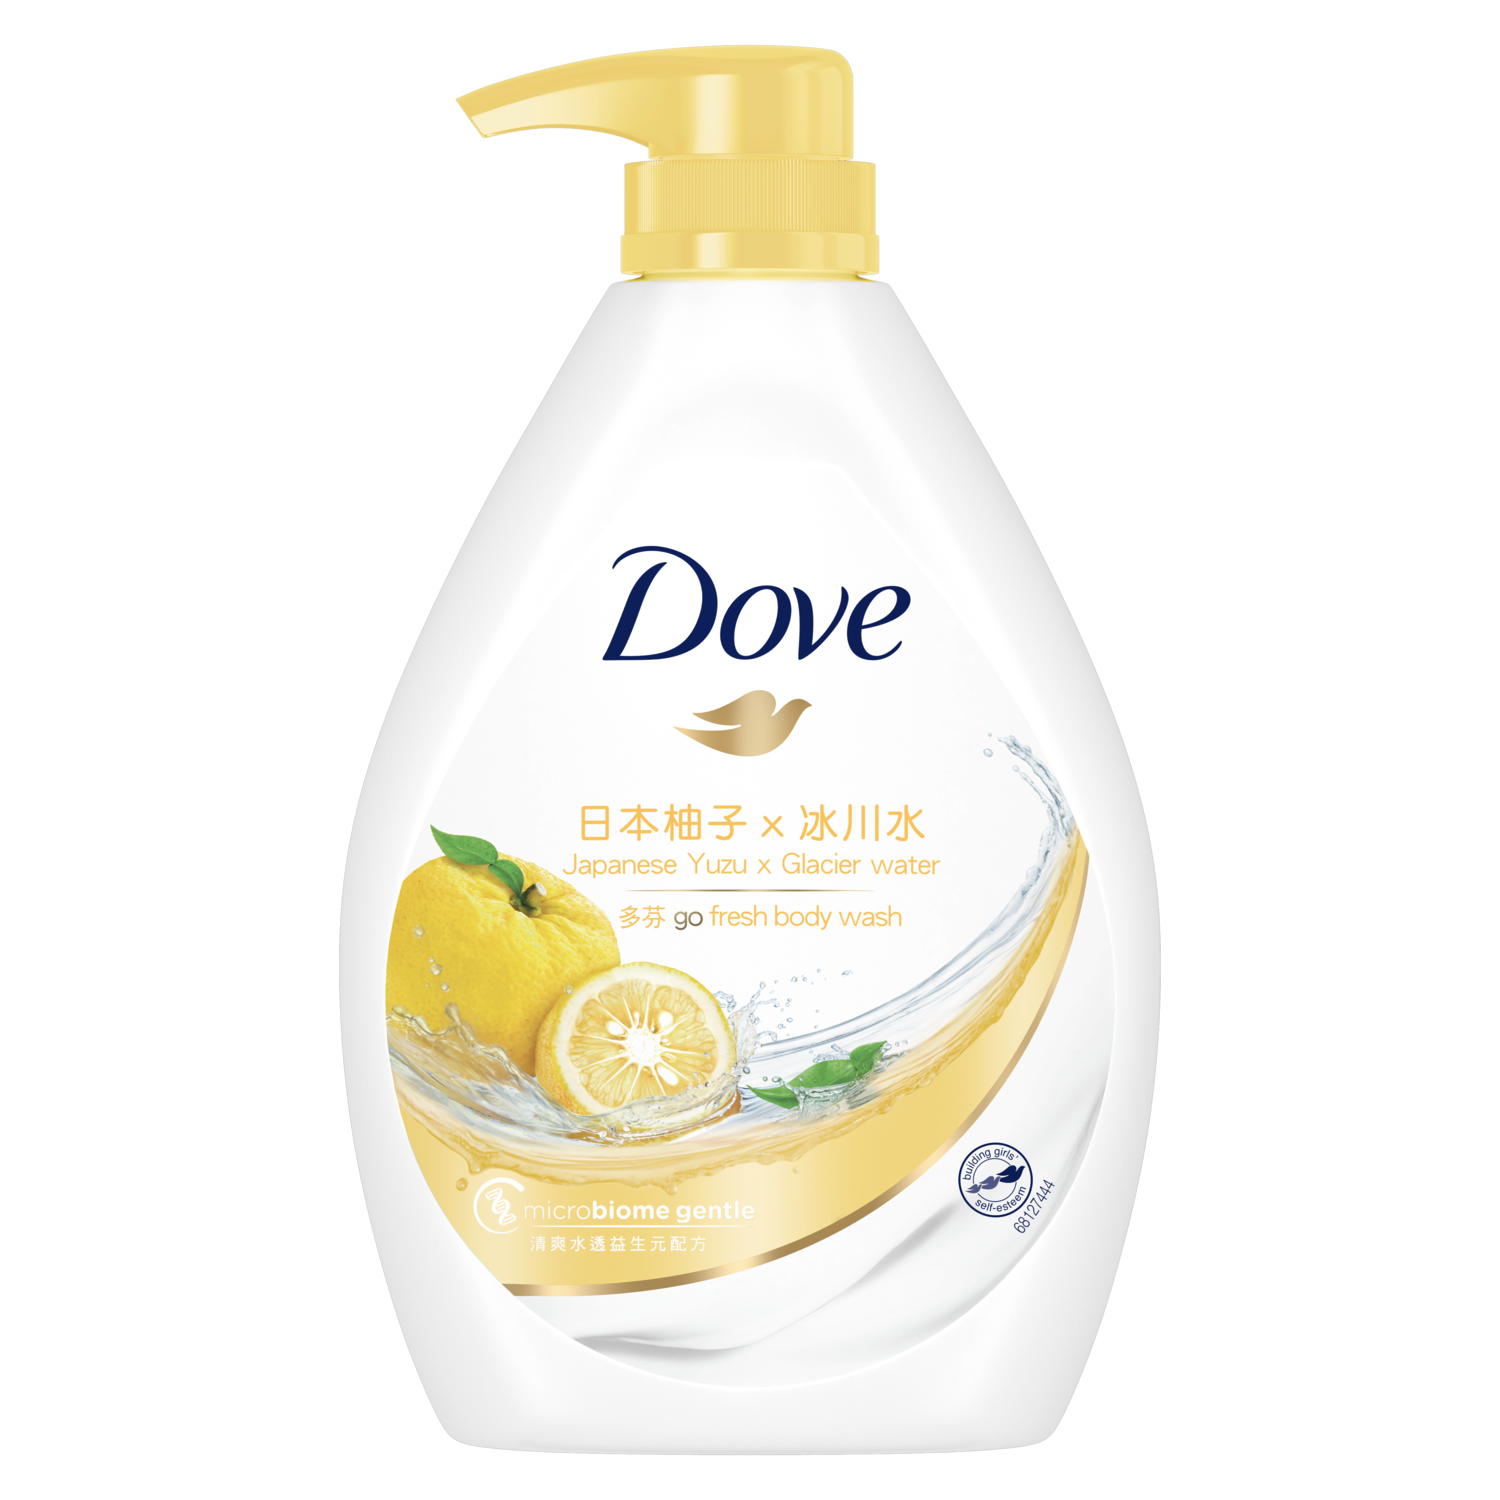 Dove
日本柚子 x 冰川水
Japanese Yuzu x Glacier water
多芬 go fresh body wash
microbiome gentle
清爽水透益生元配方
building girls'
self-esteem
68127444